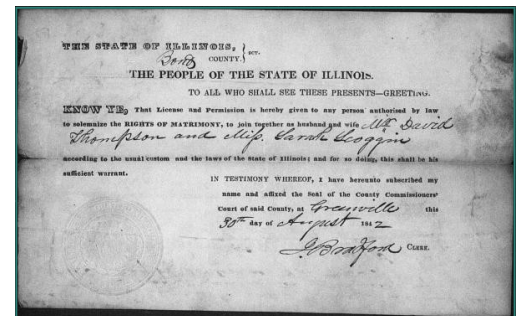 THE STATE OF ILLINOIS, } SCT.
Bond COUNTY.
THE PEOPLE OF THE STATE OF ILLINOIS.
TO ALL WHO SHALL SEE THESE PRESENTS—GREETING.
KNOW YE, That License and Permission is hereby given to any person authorised by law
to solemnize the RIGHTS OF MATRIMONY, to join together as husband and wife Mr David
Thompson and Miss Sarah Scoggin
according to the usual custom and the laws of the State of Illinois; and for so doing, this shall be his
sufficient warrant.
IN TESTIMONY WHEREOF, I have hereunto subscribed my
name and affixed the Seal of the County Commissioners'
Court of said County, at Greenville this
30th day of August 1842
J. Bradford CLERK.